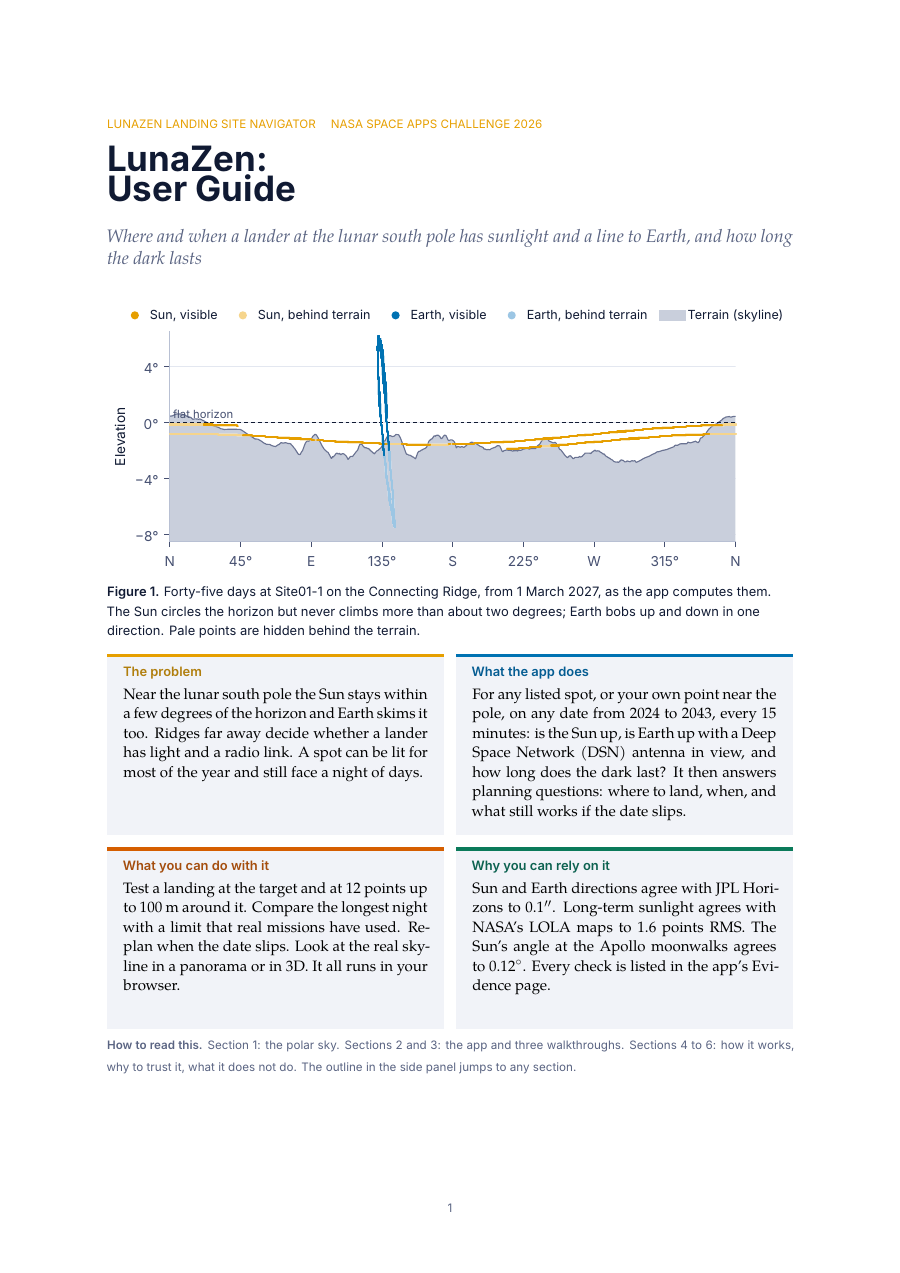 LUNAZEN LANDING SITE NAVIGATOR NASA SPACE APPS CHALLENGE 2026
LunaZen:
User Guide
Where and when a lander at the lunar south pole has sunlight and a line to Earth, and how long
the dark lasts
Sun, visible Sun, behind terrain Earth, visible Earth, behind terrain Terrain (skyline)
Elevation
4°
flat horizon
0°
−4°
−8°
N 45° E 135° S 225° W 315° N
Figure 1. Forty-five days at Site01-1 on the Connecting Ridge, from 1 March 2027, as the app computes them.
The Sun circles the horizon but never climbs more than about two degrees; Earth bobs up and down in one
direction. Pale points are hidden behind the terrain.
The problem
Near the lunar south pole the Sun stays within
a few degrees of the horizon and Earth skims it
too. Ridges far away decide whether a lander
has light and a radio link. A spot can be lit for
most of the year and still face a night of days.
What the app does
For any listed spot, or your own point near the
pole, on any date from 2024 to 2043, every 15
minutes: is the Sun up, is Earth up with a Deep
Space Network (DSN) antenna in view, and
how long does the dark last? It then answers
planning questions: where to land, when, and
what still works if the date slips.
What you can do with it
Test a landing at the target and at 12 points up
to 100 m around it. Compare the longest night
with a limit that real missions have used. Re-
plan when the date slips. Look at the real sky-
line in a panorama or in 3D. It all runs in your
browser.
Why you can rely on it
Sun and Earth directions agree with JPL Hori-
zons to 0.1″. Long-term sunlight agrees with
NASA's LOLA maps to 1.6 points RMS. The
Sun's angle at the Apollo moonwalks agrees
to 0.12°. Every check is listed in the app's Evi-
dence page.
How to read this. Section 1: the polar sky. Sections 2 and 3: the app and three walkthroughs. Sections 4 to 6: how it works,
why to trust it, what it does not do. The outline in the side panel jumps to any section.
1